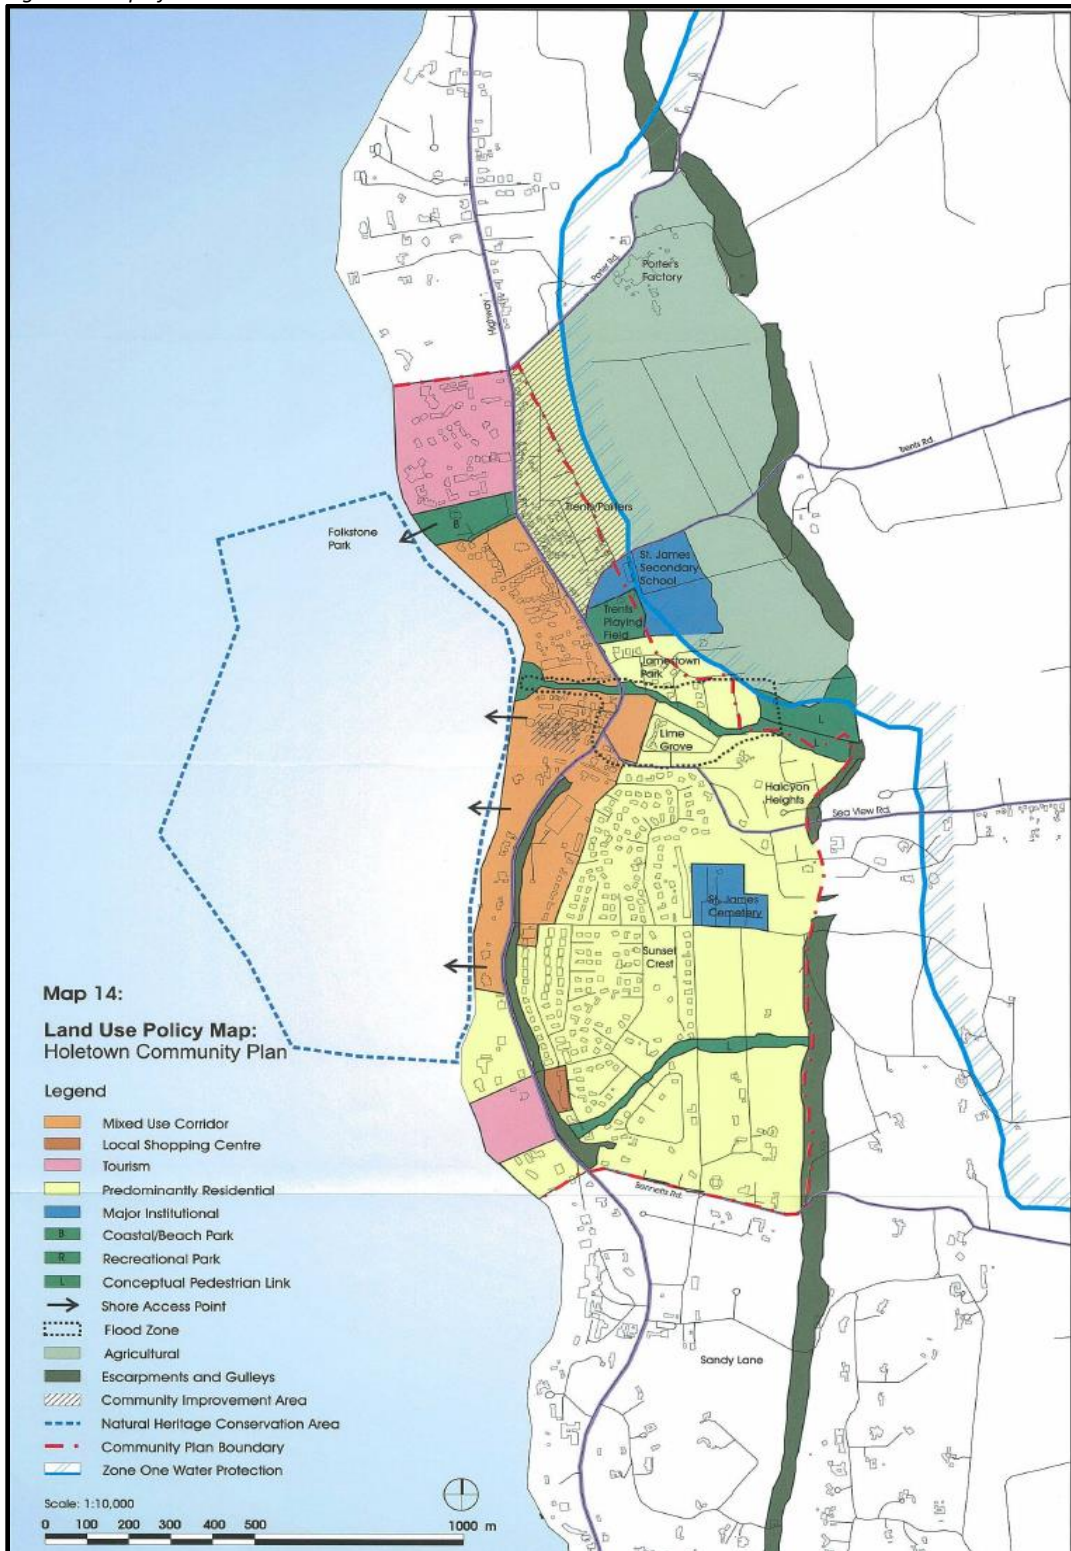 Porter's
Factory
Porter Rd.
Highway
Trents Rd.
Folkstone
Park
B
Trents/Porters
St. James
Secondary
School
Trents
Playing
Field
Jamestown
Park
Lime
Grove
L
L
Halcyon
Heights
Sea View Rd.
St. James
Cemetery
Sunset
Crest
L
Bennetts Rd.
Sandy Lane
Map 14:
Land Use Policy Map:
Holetown Community Plan
Legend
Mixed Use Corridor
Local Shopping Centre
Tourism
Predominantly Residential
Major Institutional
B Coastal/Beach Park
R Recreational Park
L Conceptual Pedestrian Link
Shore Access Point
Flood Zone
Agricultural
Escarpments and Gulleys
Community Improvement Area
Natural Heritage Conservation Area
Community Plan Boundary
Zone One Water Protection
Scale: 1:10,000
0 100 200 300 400 500 1000 m